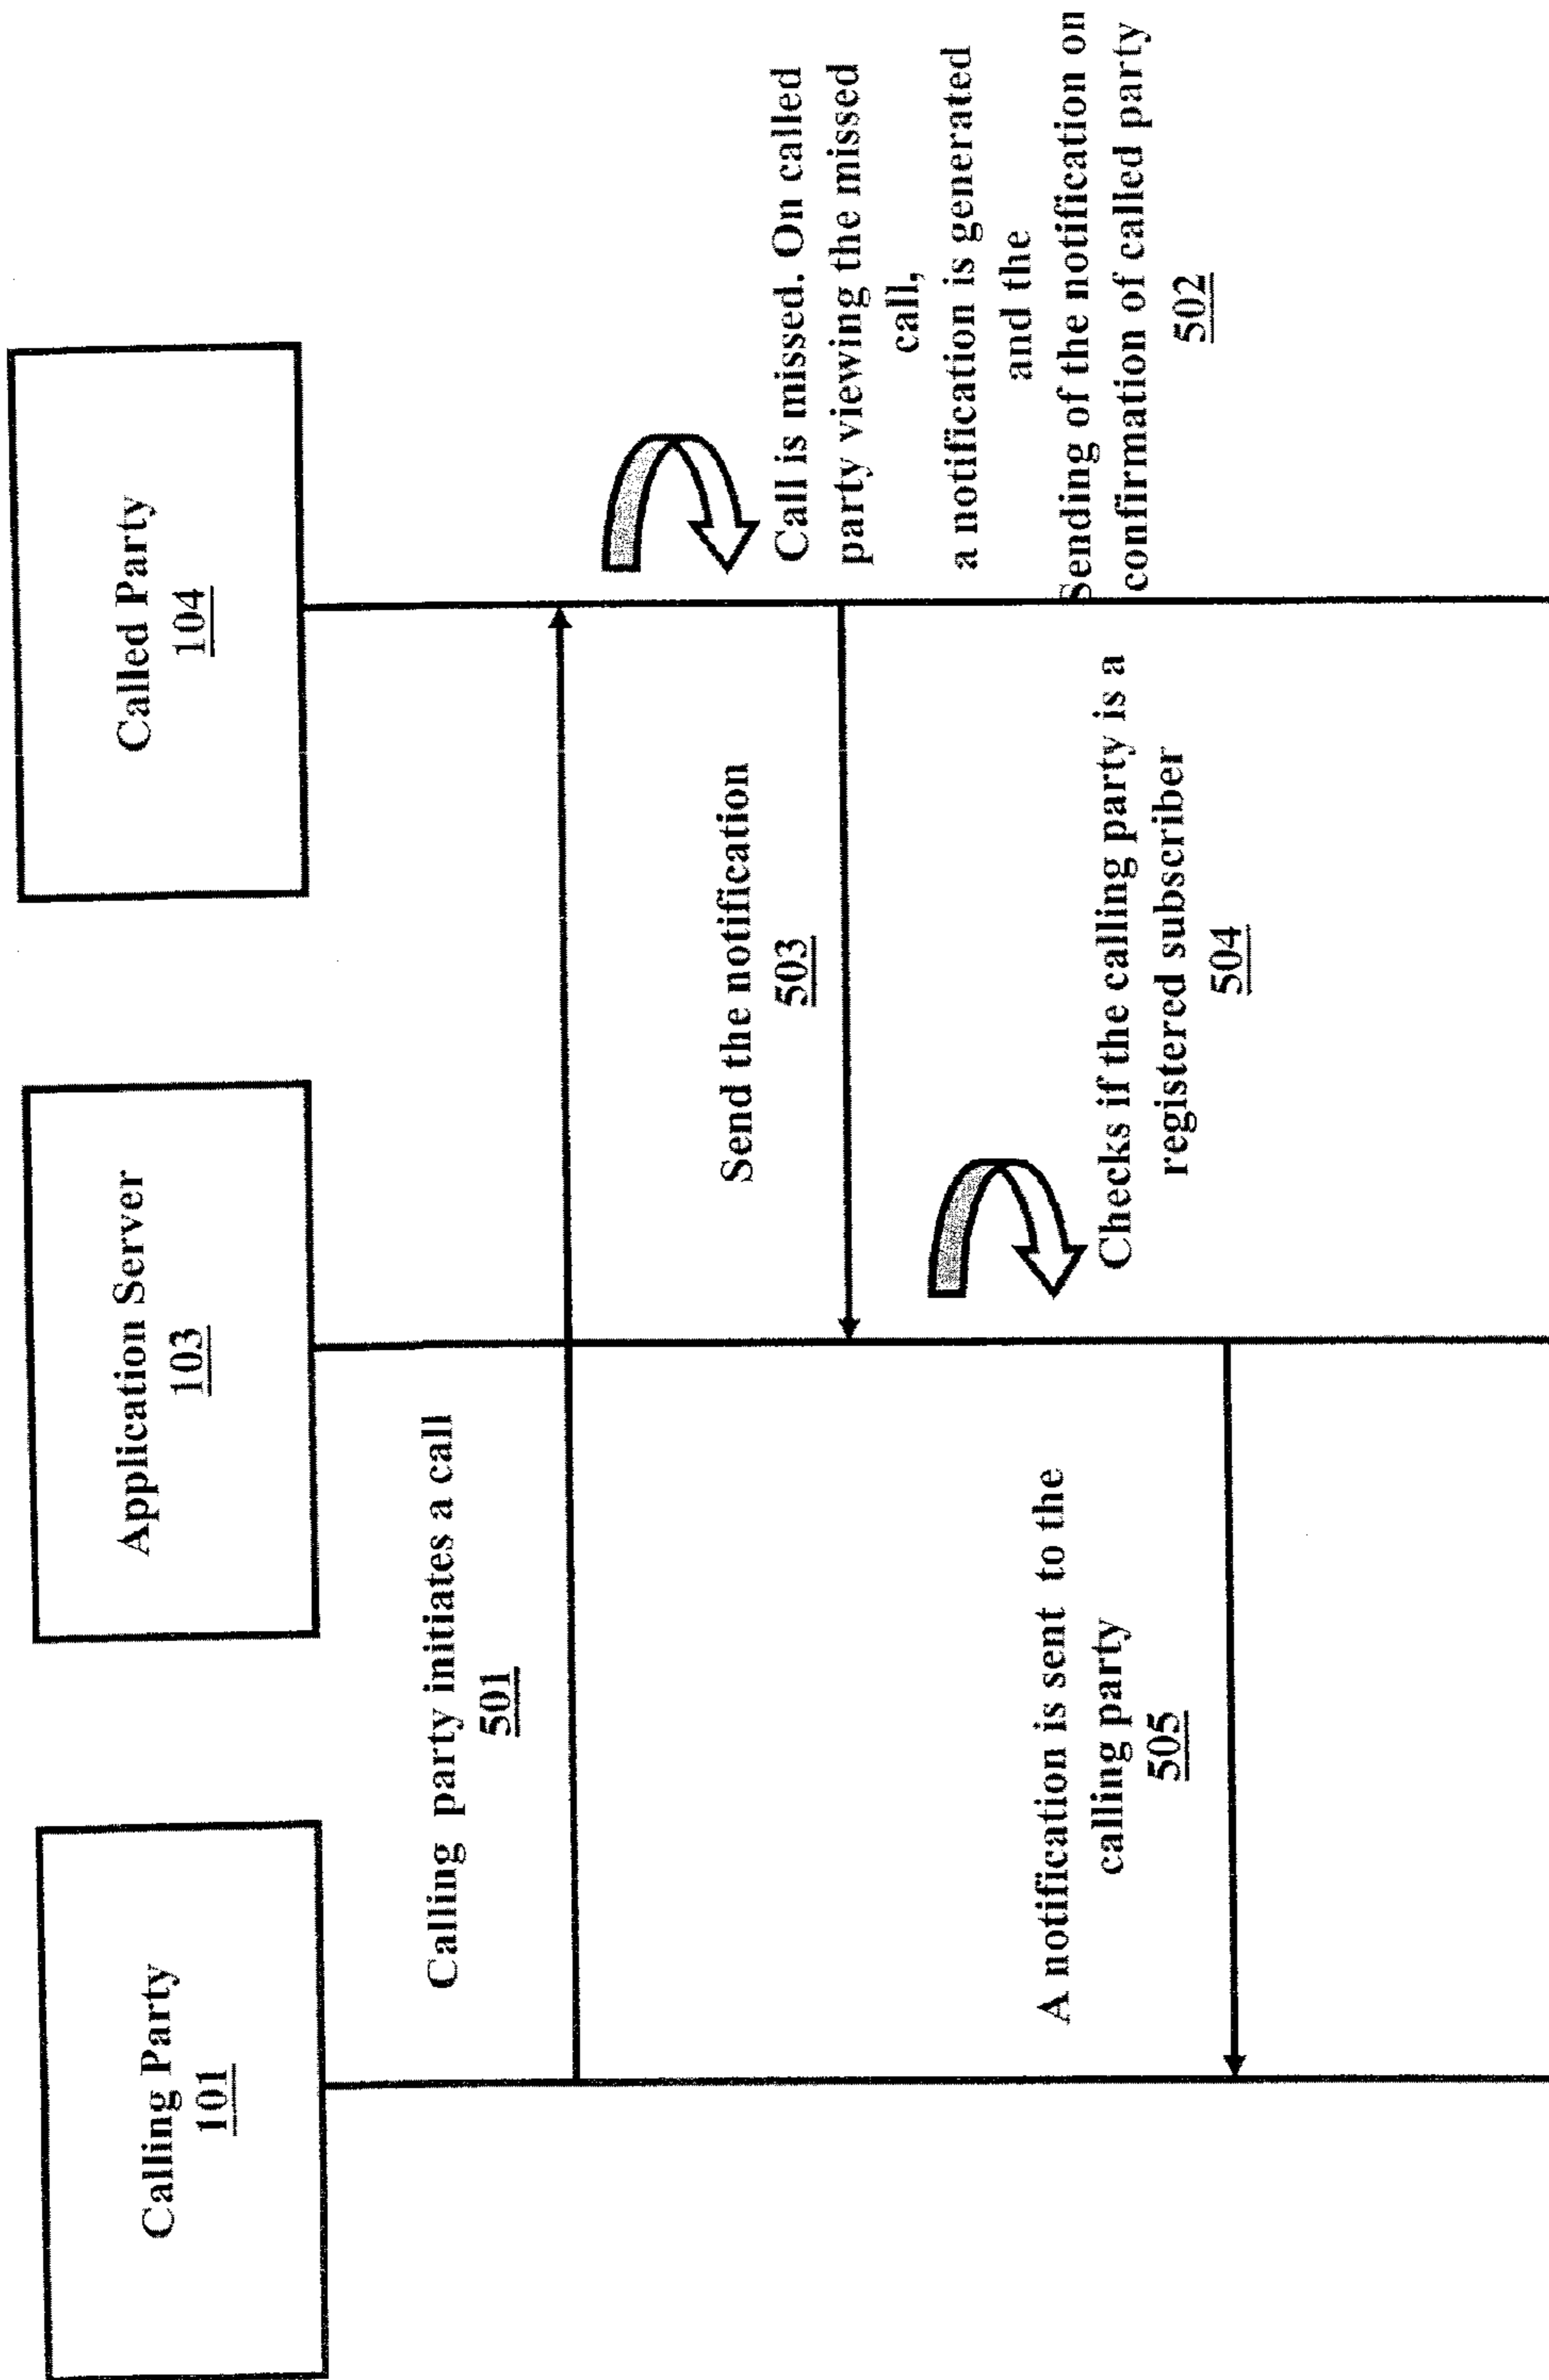 Calling Party
101
Application Server
103
Called Party
104
Calling party initiates a call
501
Call is missed. On called
party viewing the missed
call,
a notification is generated
and the
Sending of the notification on
confirmation of called party
502
Send the notification
503
Checks if the calling party is a
registered subscriber
504
A notification is sent to the
calling party
505